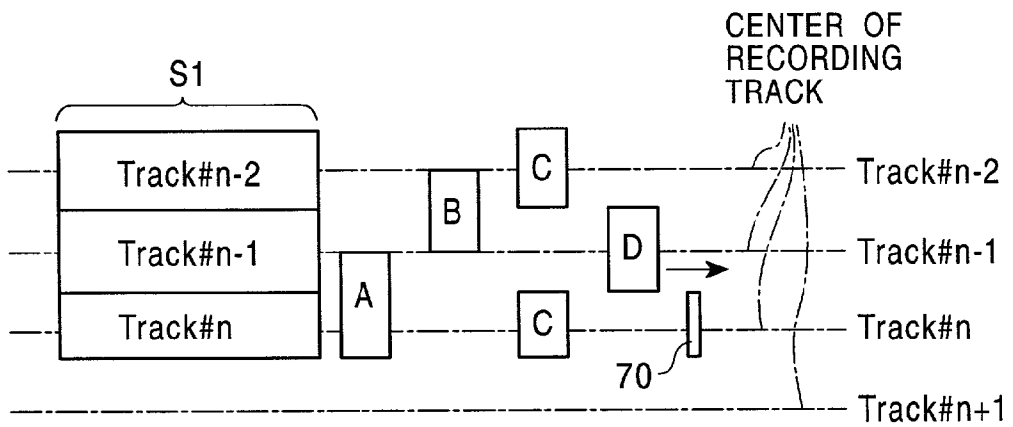 CENTER OF
RECORDING
TRACK
S1
Track#n-2
C
Track#n-2
B
Track#n-1
D
Track#n-1
A
Track#n
C
Track#n
70
Track#n+1